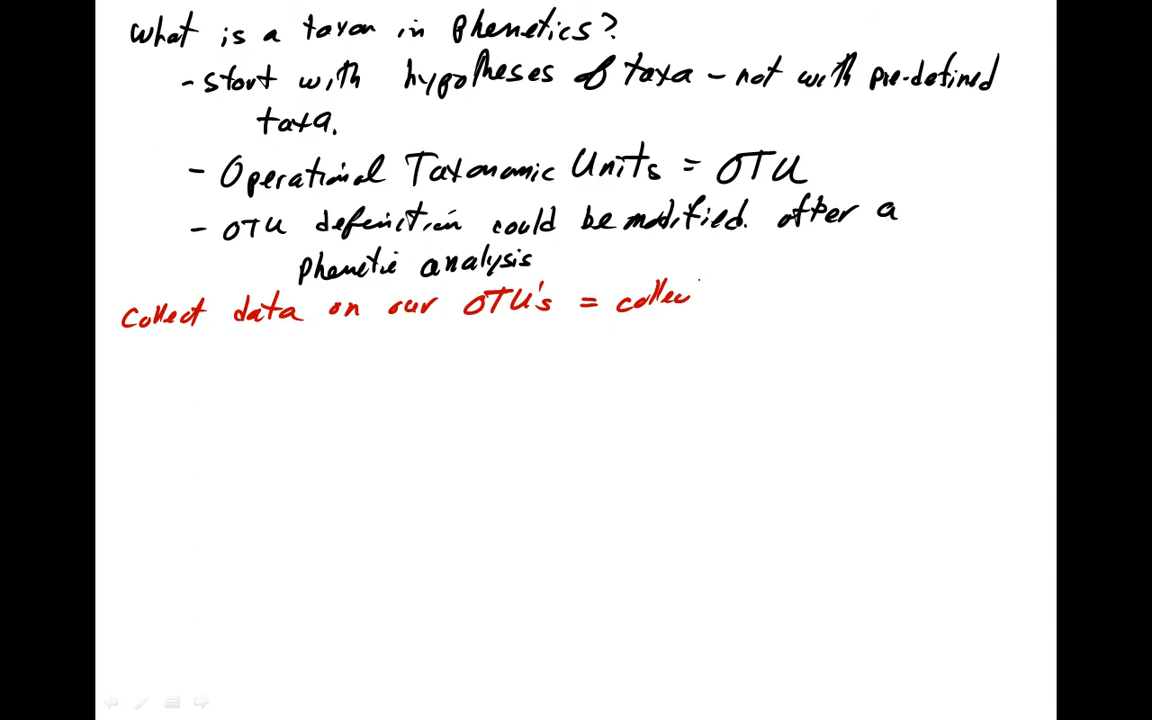 What is a taxon in Phenetics?
- start with hypotheses of taxa - not with pre-defined
taxa.
- Operational Taxonomic Units = OTU
- OTU definition could be modified. after a
phenetic analysis
Collect data on our OTU's = collec